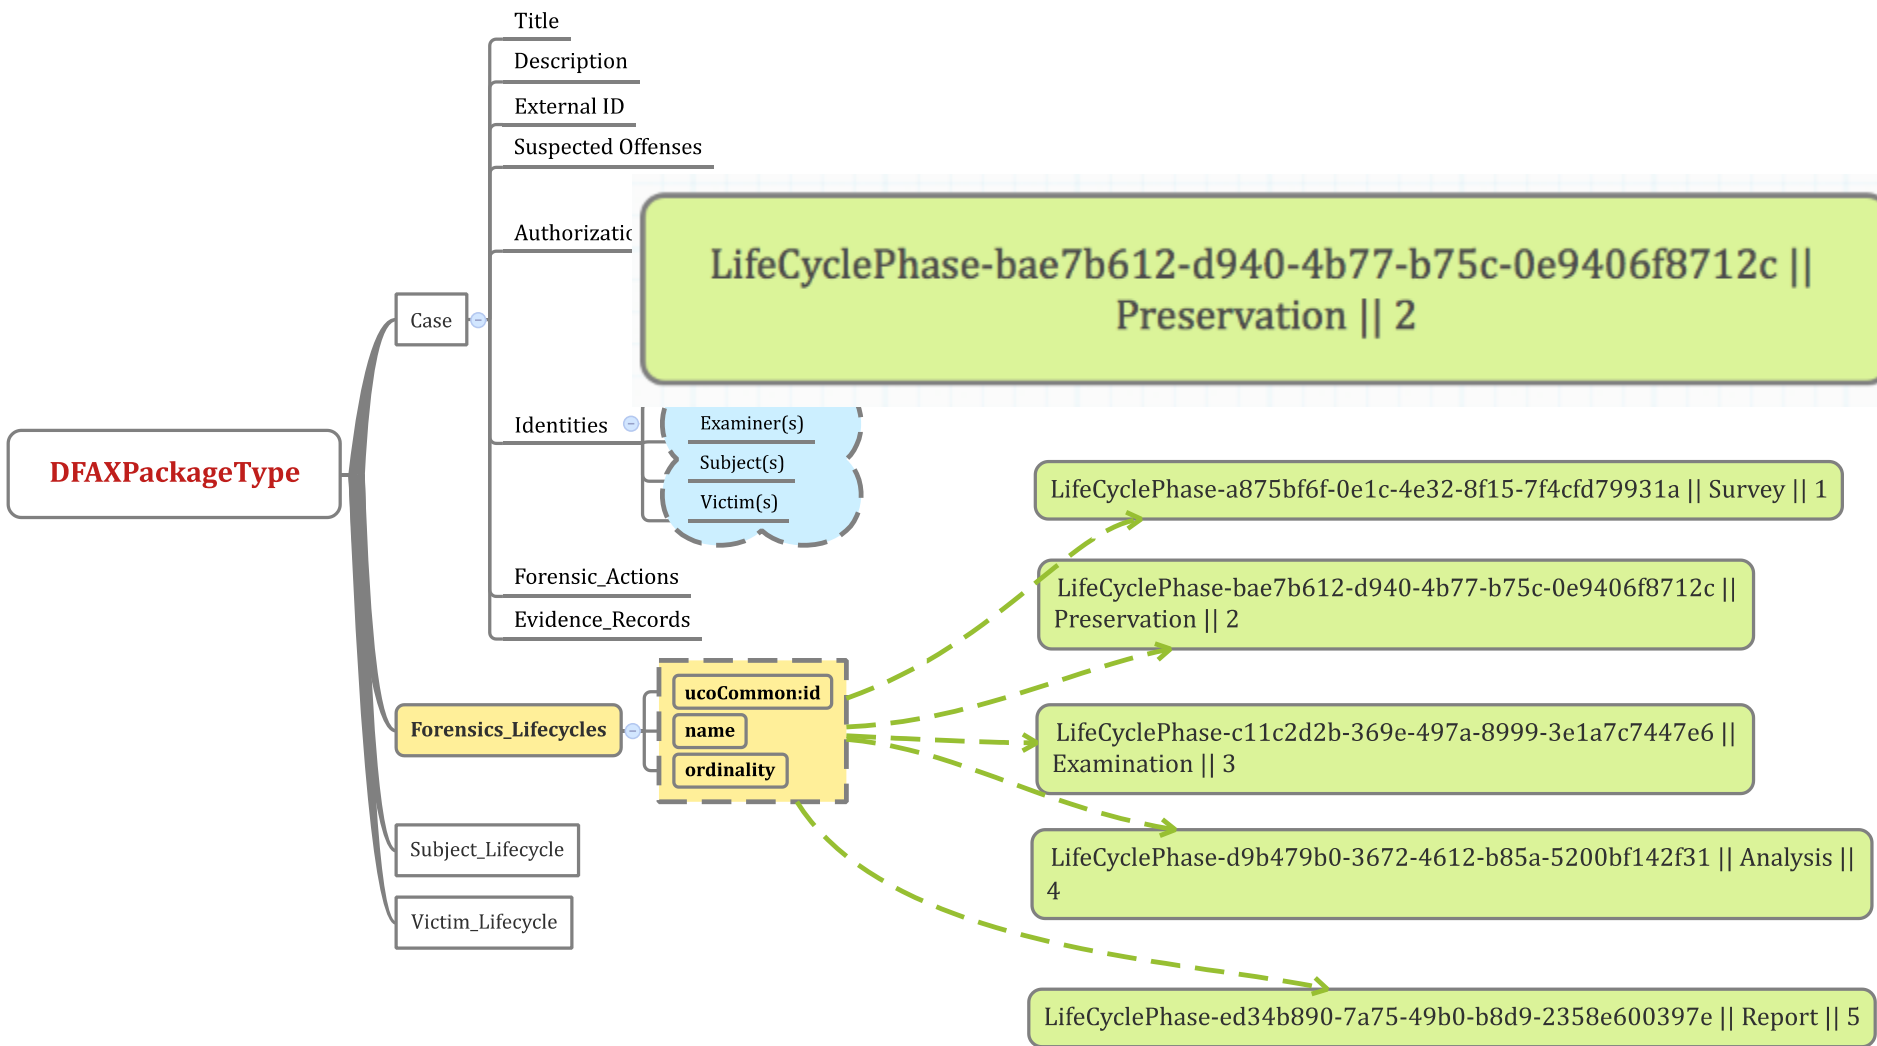 Title
Description
External ID
Suspected Offenses
LifeCyclePhase-bae7b612-d940-4b77-b75c-0e9406f8712c ||
Preservation || 2
Case
Identities
Examiner(s)
Subject(s)
Victim(s)
DFAXPackageType
LifeCyclePhase-a875bf6f-0e1c-4e32-8f15-7f4cfd79931a || Survey || 1
Forensic_Actions
LifeCyclePhase-bae7b612-d940-4b77-b75c-0e9406f8712c ||
Preservation || 2
Evidence_Records
ucoCommon:id
name
ordinality
Forensics_Lifecycles
LifeCyclePhase-c11c2d2b-369e-497a-8999-3e1a7c7447e6 ||
Examination || 3
Subject_Lifecycle
LifeCyclePhase-d9b479b0-3672-4612-b85a-5200bf142f31 || Analysis ||
4
Victim_Lifecycle
LifeCyclePhase-ed34b890-7a75-49b0-b8d9-2358e600397e || Report || 5